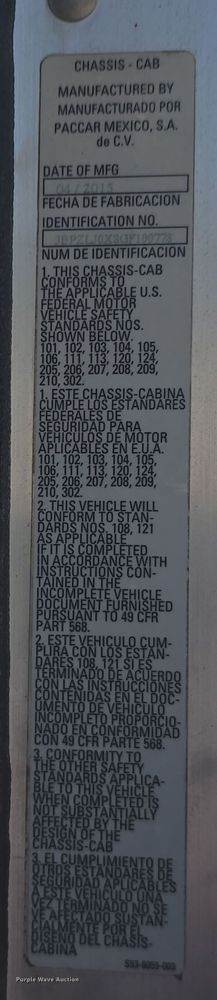 CHASSIS - CAB
MANUFACTURED BY
MANUFACTURADO POR
PACCAR MEXICO, S.A.
de C.V.
DATE OF MFG
04/2015
FECHA DE FABRICACION
IDENTIFICATION NO.
NUM DE IDENTIFICACION
1. THIS CHASSIS-CAB
CONFORMS TO
THE APPLICABLE U.S.
FEDERAL MOTOR
VEHICLE SAFETY
STANDARDS NOS.
SHOWN BELOW.
101, 102, 103, 104, 105,
106, 111, 113, 120, 124,
205, 206, 207, 208, 209,
210, 302.
1. ESTE CHASSIS-CABINA
CUMPLE LOS ESTANDARES
FEDERALES DE
SEGURIDAD PARA
VEHICULOS DE MOTOR
APLICABLES EN E.U.A.
101, 102, 103, 104, 105,
106, 111, 113, 120, 124,
205, 206, 207, 208, 209,
210, 302.
2. THIS VEHICLE WILL
CONFORM TO STAN-
DARDS NOS. 108, 121
AS APPLICABLE
IF IT IS COMPLETED
IN ACCORDANCE WITH
INSTRUCTIONS CON-
TAINED IN THE
INCOMPLETE VEHICLE
DOCUMENT FURNISHED
PURSUANT TO 49 CFR
PART 568.
2. ESTE VEHICULO CUM-
PLIRA CON LOS ESTAN-
DARES 108, 121 SI ES
TERMINADO DE ACUERDO
CON LAS INSTRUCCIONES
CONTENIDAS EN EL DOC-
UMENTO DE VEHICULO
INCOMPLETO PROPORCIO-
NADO EN CONFORMIDAD
CON 49 CFR PARTE 568.
3. CONFORMITY TO
THE OTHER SAFETY
STANDARDS APPLICA-
BLE TO THIS VEHICLE
WHEN COMPLETED IS
NOT SUBSTANTIALLY
AFFECTED BY THE
DESIGN OF THE
CHASSIS-CAB
3. EL CUMPLIMIENTO DE
OTROS ESTANDARES DE
SEGURIDAD APLICABLES
A ESTE VEHICULO UNA
VEZ TERMINADO NO SE
VE AFECTADO SUSTAN-
CIALMENTE POR EL
DISENO DEL CHASIS-
CABINA
Purple Wave Auction